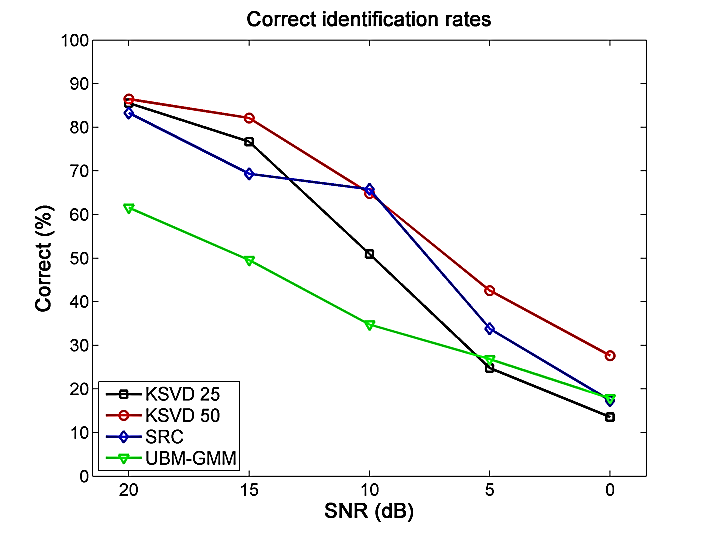 Correct identification rates
100
90
80
70
60
50
40
30
20
10
0
Correct (%)
KSVD 25
KSVD 50
SRC
UBM-GMM
20 15 10 5 0
SNR (dB)